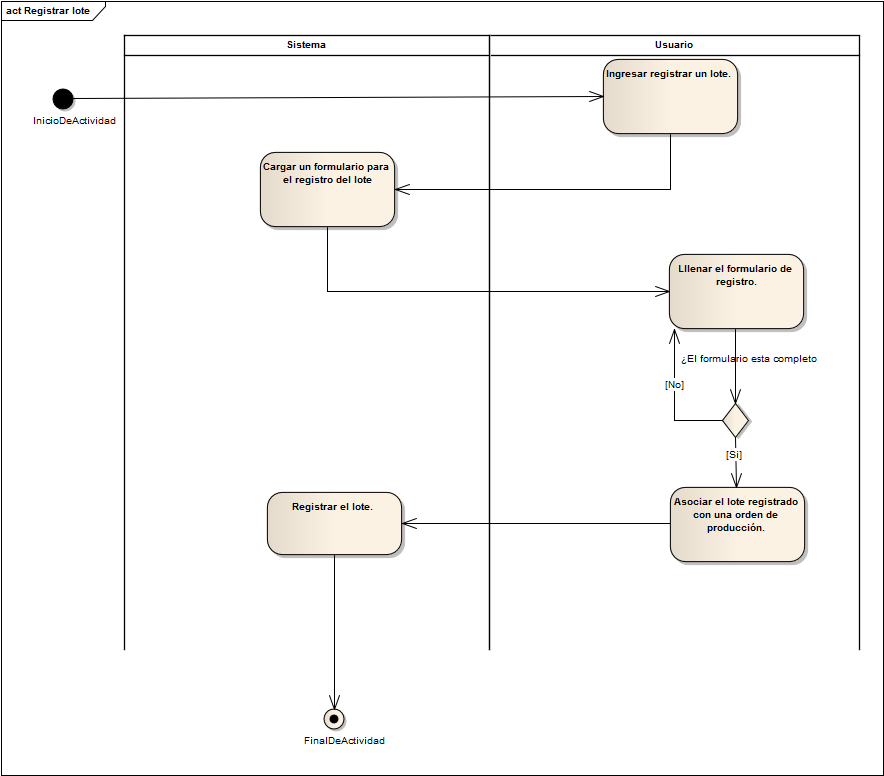 act Registrar lote
Sistema
Usuario
InicioDeActividad
Ingresar registrar un lote.
Cargar un formulario para
el registro del lote
Lllenar el formulario de
registro.
¿El formulario esta completo
[No]
[Si]
Asociar el lote registrado
con una orden de
producción.
Registrar el lote.
FinalDeActividad